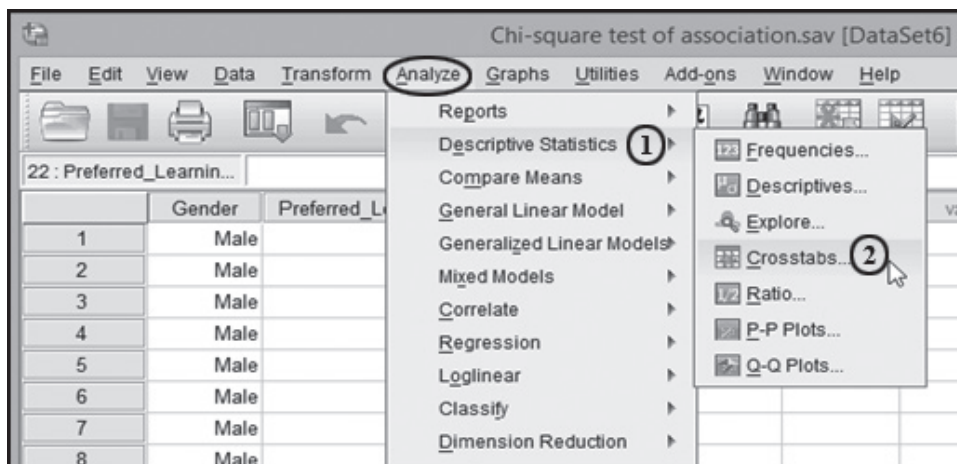 Chi-square test of association.sav [DataSet6]
File Edit View Data Transform Analyze Graphs Utilities Add-ons Window Help
22 : Preferred_Learnin...
Gender Preferred_L
1 Male
2 Male
3 Male
4 Male
5 Male
6 Male
7 Male
8 Male
Reports
Descriptive Statistics 1
Compare Means
General Linear Model
Generalized Linear Models
Mixed Models
Correlate
Regression
Loglinear
Classify
Dimension Reduction
Frequencies...
Descriptives...
Explore...
Crosstabs... 2
Ratio...
P-P Plots...
Q-Q Plots...